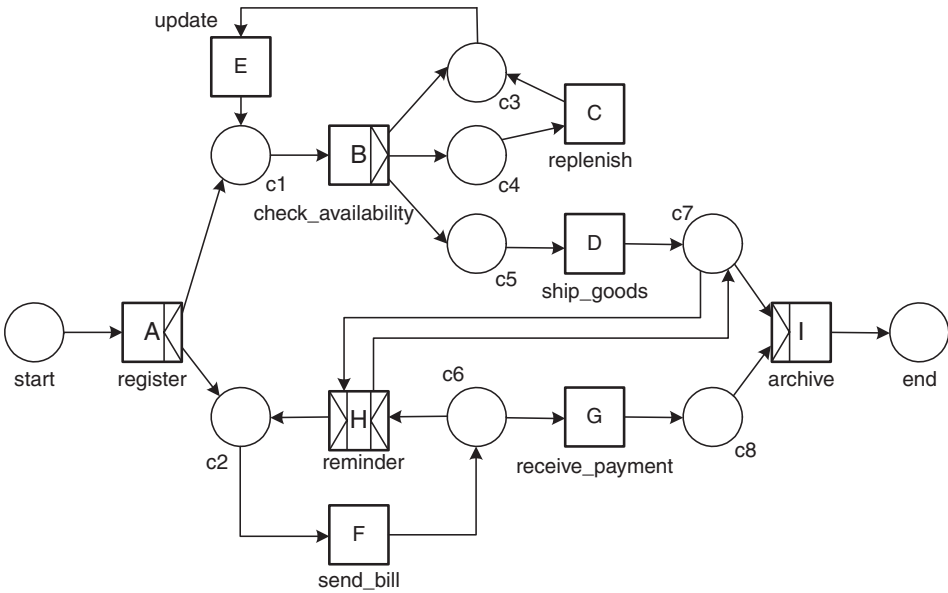 update
E
c3
C
B
replenish
c1
c4
check_availability
c7
c5
D
ship_goods
A
I
start
register
archive
end
c6
H
G
reminder
receive_payment
c2
c8
F
send_bill